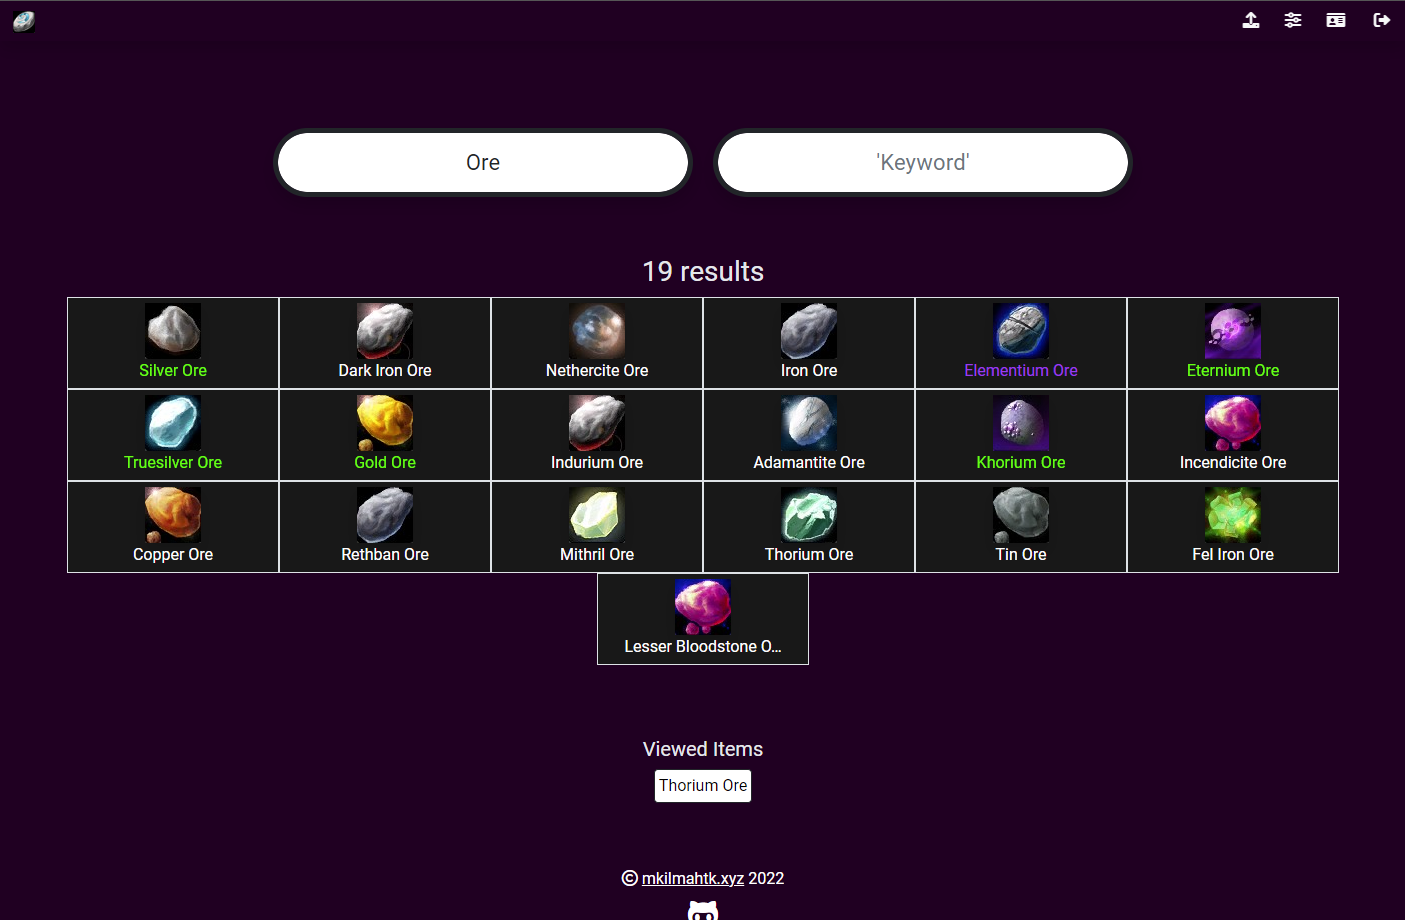 Ore
'Keyword'
19 results
Silver Ore
Dark Iron Ore
Nethercite Ore
Iron Ore
Elementium Ore
Eternium Ore
Truesilver Ore
Gold Ore
Indurium Ore
Adamantite Ore
Khorium Ore
Incendicite Ore
Copper Ore
Rethban Ore
Mithril Ore
Thorium Ore
Tin Ore
Fel Iron Ore
Lesser Bloodstone O...
Viewed Items
Thorium Ore
© mkilmahtk.xyz 2022